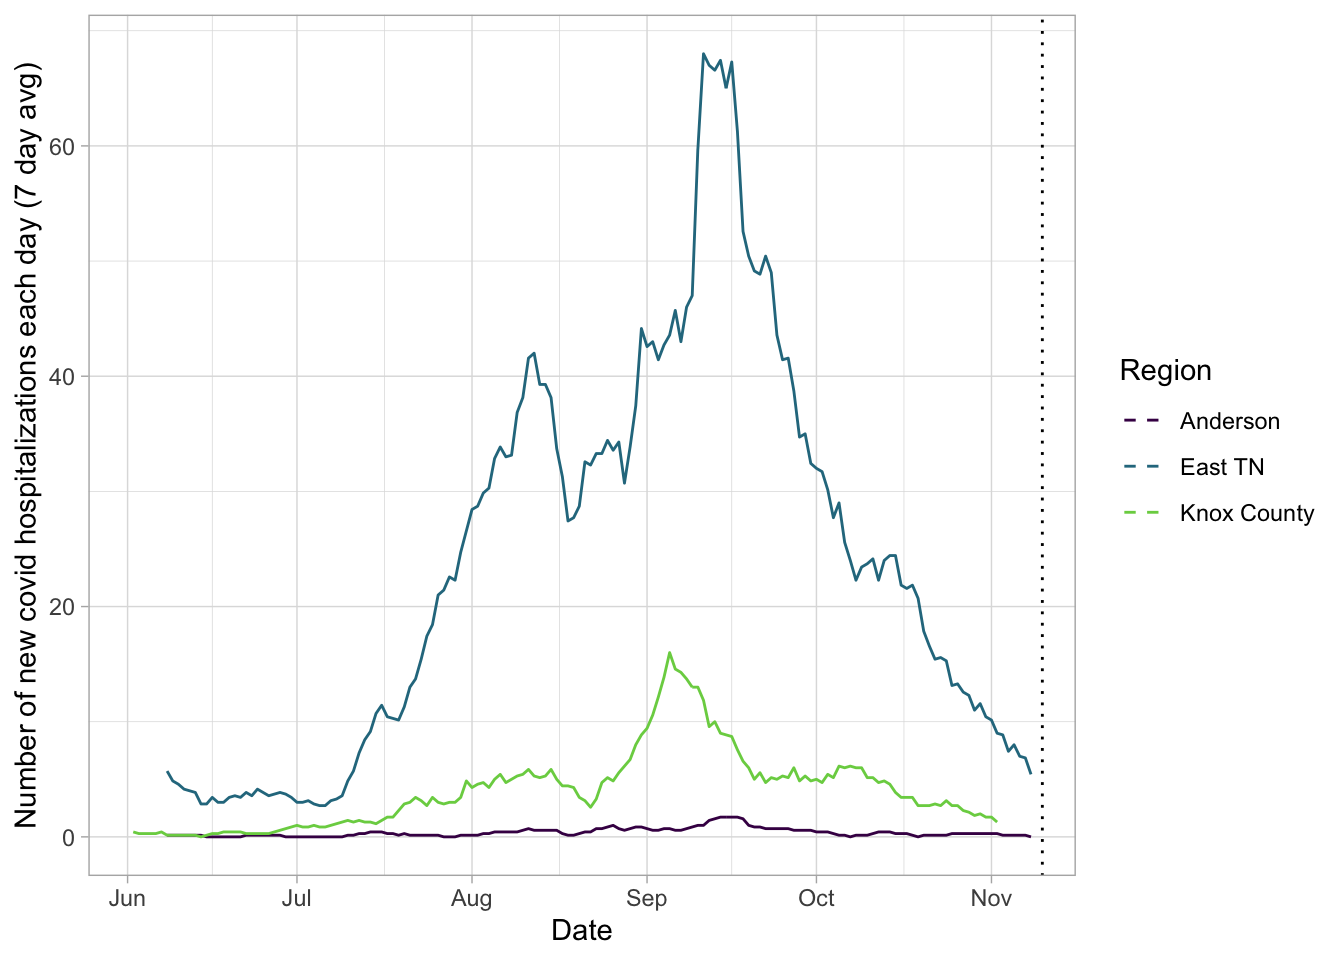 Number of new covid hospitalizations each day (7 day avg)
60
40
20
0
Jun Jul Aug Sep Oct Nov
Date
Region
Anderson
East TN
Knox County